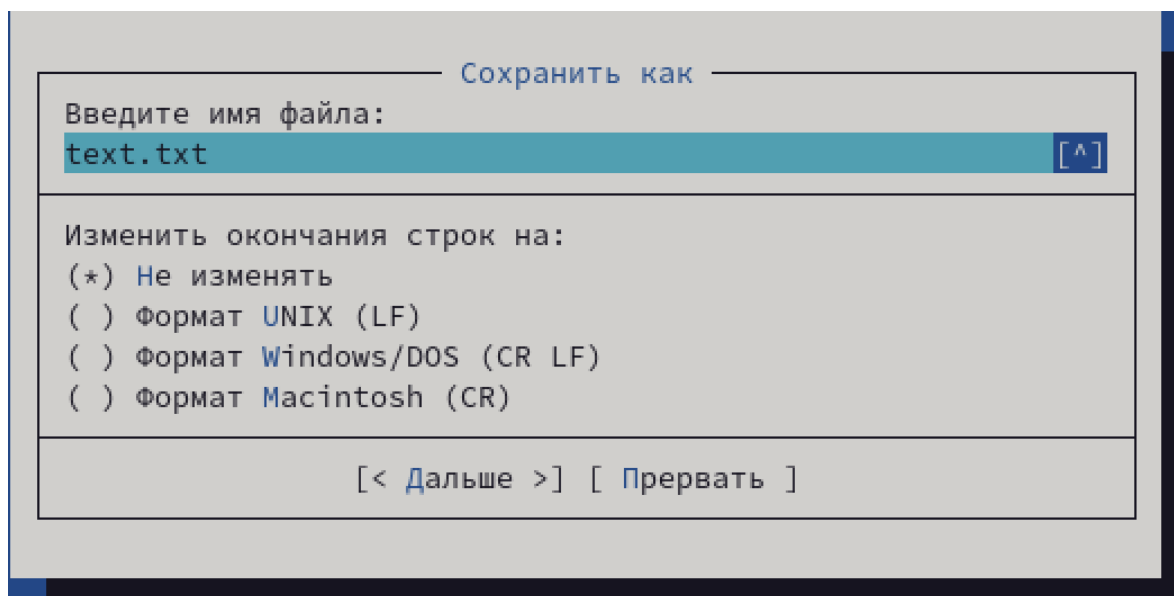 Сохранить как
Введите имя файла:
text.txt [^]
Изменить окончания строк на:
(*) Не изменять
( ) Формат UNIX (LF)
( ) Формат Windows/DOS (CR LF)
( ) Формат Macintosh (CR)
[< Дальше >] [ Прервать ]